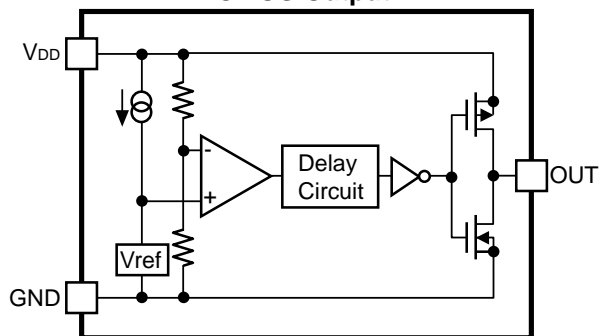 VDD
-
+
Delay
Circuit
OUT
Vref
GND